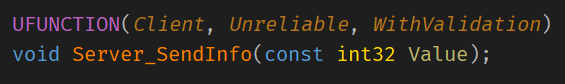 UFUNCTION(Client, Unreliable, WithValidation)
void Server_SendInfo(const int32 Value);